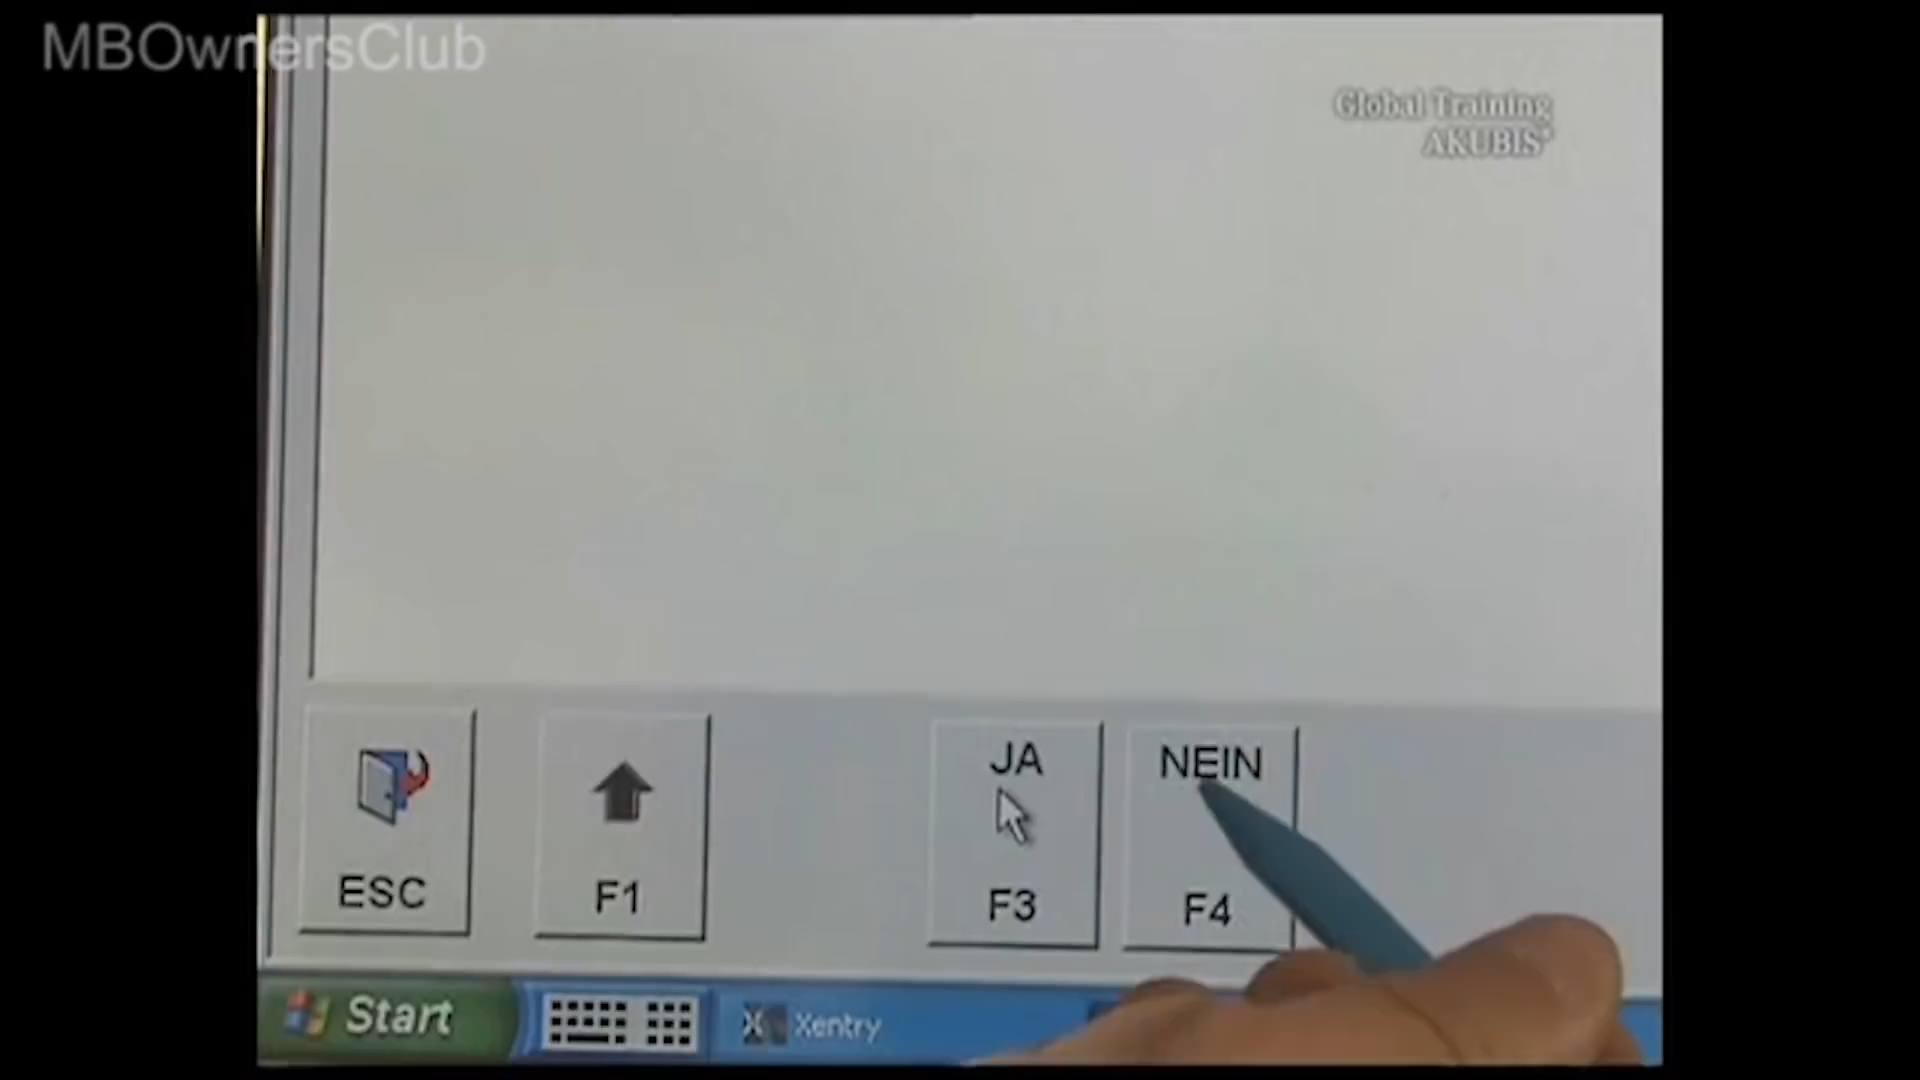 MBOwnersClub
Global Training
AKUBIS®
JA
NEIN
ESC
F1
F3
F4
Start
Xentry